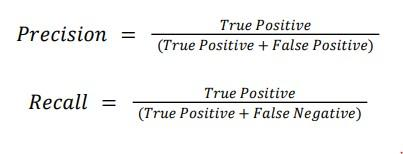 Precision = True Positive / (True Positive + False Positive)
Recall = True Positive / (True Positive + False Negative)